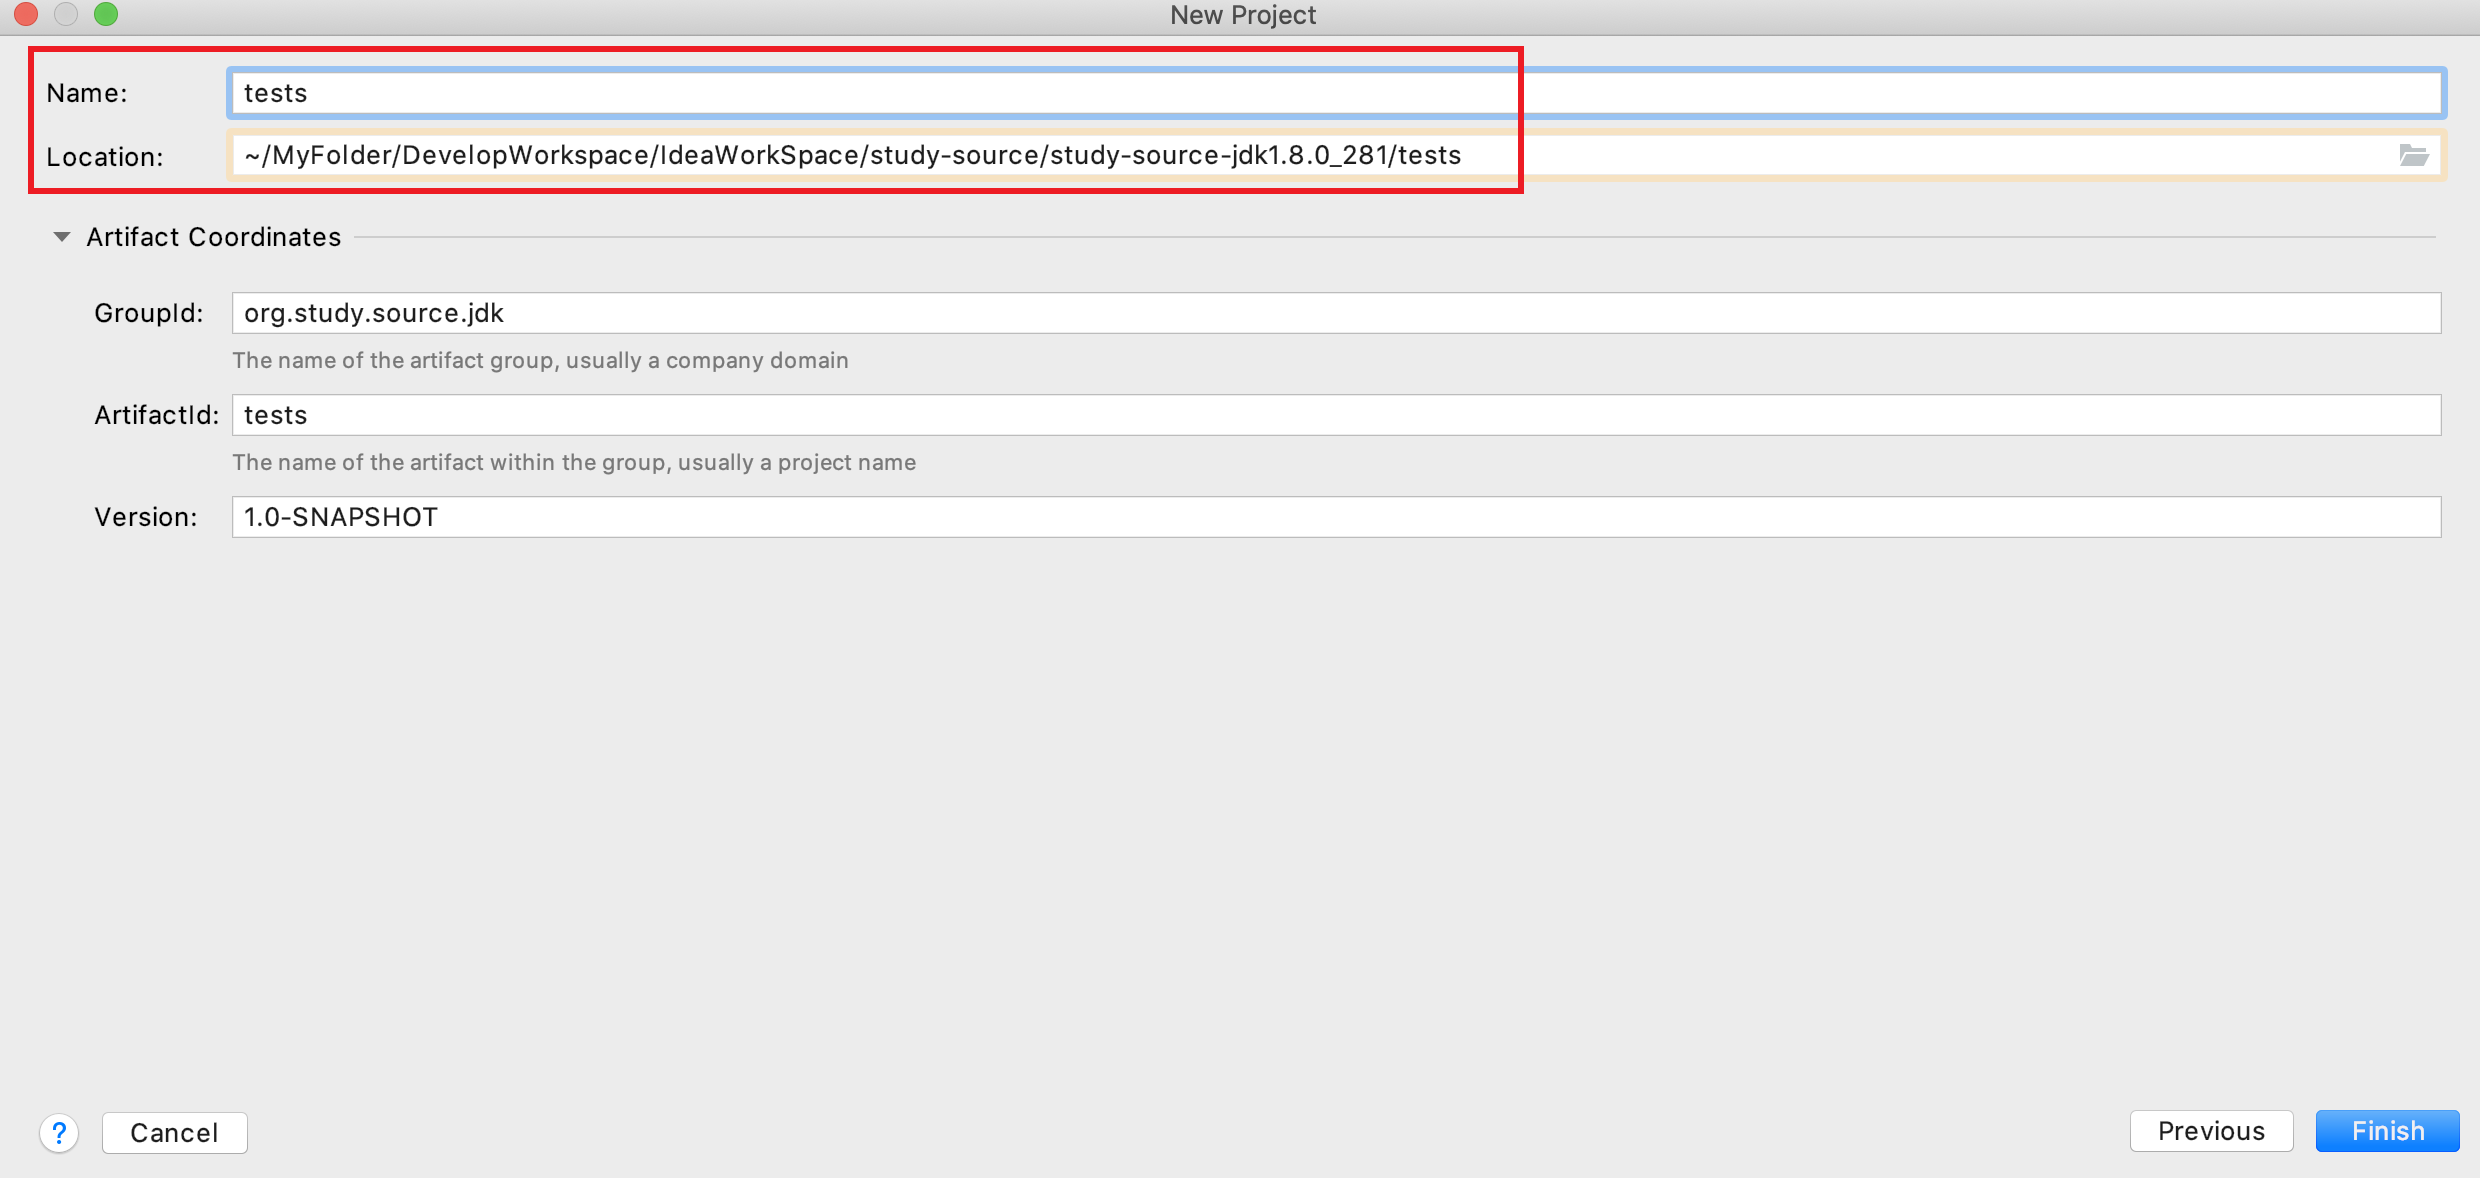 New Project
Name: tests
Location: ~/MyFolder/DevelopWorkspace/IdeaWorkSpace/study-source/study-source-jdk1.8.0_281/tests
Artifact Coordinates
GroupId: org.study.source.jdk
The name of the artifact group, usually a company domain
ArtifactId: tests
The name of the artifact within the group, usually a project name
Version: 1.0-SNAPSHOT
? Cancel Previous Finish